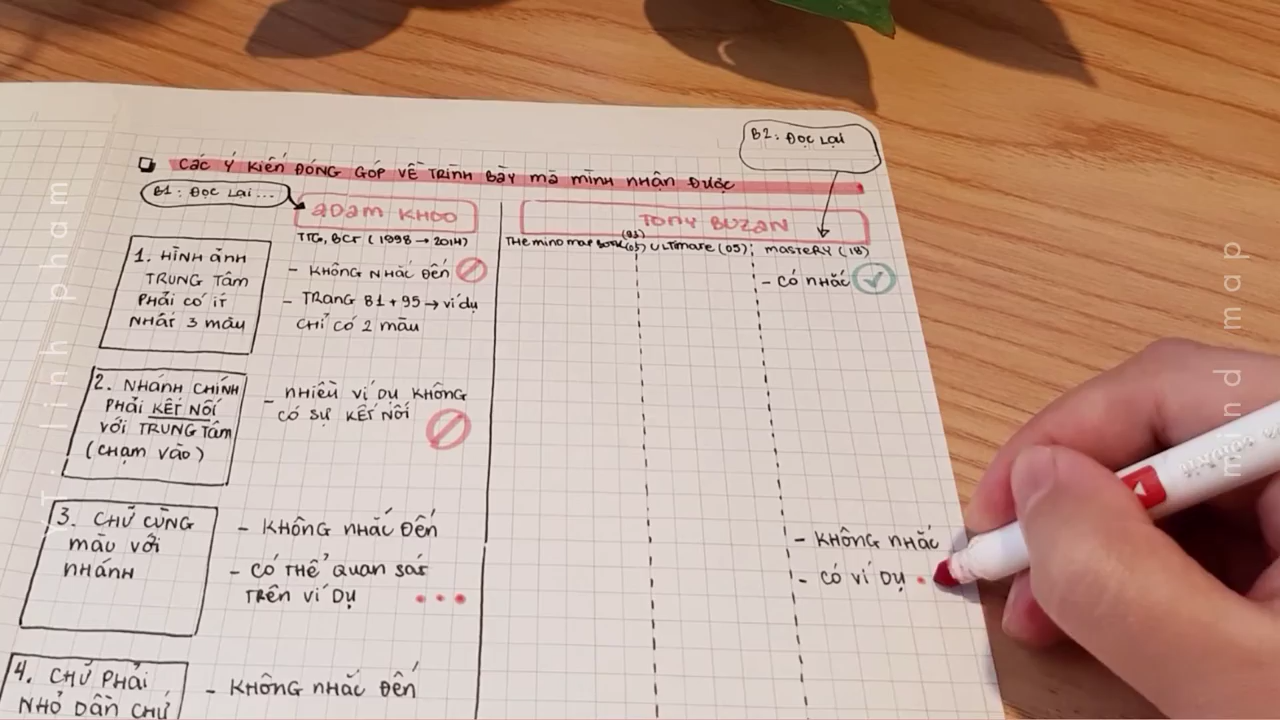 B2: ĐỌC LẠI
CÁC Ý KIẾN ĐÓNG GÓP VỀ TRÌNH BÀY MÀ MÌNH NHẬN ĐƯỢC
B1: ĐỌC LẠI...
ADAM KHOO
TONY BUZAN
TTG, BCT (1998 → 2014)
THE MIND MAP BOOK (93) (03)
ULTIMATE (05);
MASTERY (18)
1. HÌNH ẢNH
TRUNG TÂM
PHẢI CÓ ÍT
NHẤT 3 MÀU
- KHÔNG NHẮC ĐẾN
- TRANG 81 + 95 → ví dụ
CHỈ CÓ 2 MÀU
- CÓ NHẮC
2. NHÁNH CHÍNH
PHẢI KẾT NỐI
VỚI TRUNG TÂM
(CHẠM VÀO)
- NHIỀU VÍ DỤ KHÔNG
CÓ SỰ KẾT NỐI
3. CHỮ CÙNG
MÀU VỚI
NHÁNH
- KHÔNG NHẮC ĐẾN
- CÓ THỂ QUAN SÁT
TRÊN VÍ DỤ
- KHÔNG NHẮC
- CÓ VÍ DỤ
4. CHỮ PHẢI
NHỎ DẦN CHỨ
- KHÔNG NHẮC ĐẾN
linh pham
mind map